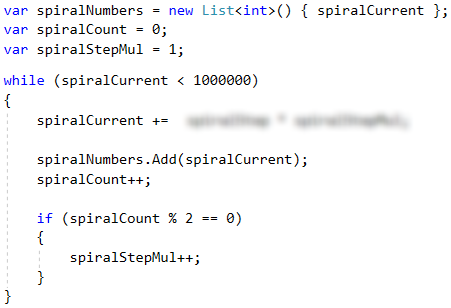 var spiralNumbers = new List<int>() { spiralCurrent };
var spiralCount = 0;
var spiralStepMul = 1;
while (spiralCurrent < 1000000)
{
spiralCurrent +=
spiralNumbers.Add(spiralCurrent);
spiralCount++;
if (spiralCount % 2 == 0)
{
spiralStepMul++;
}
}